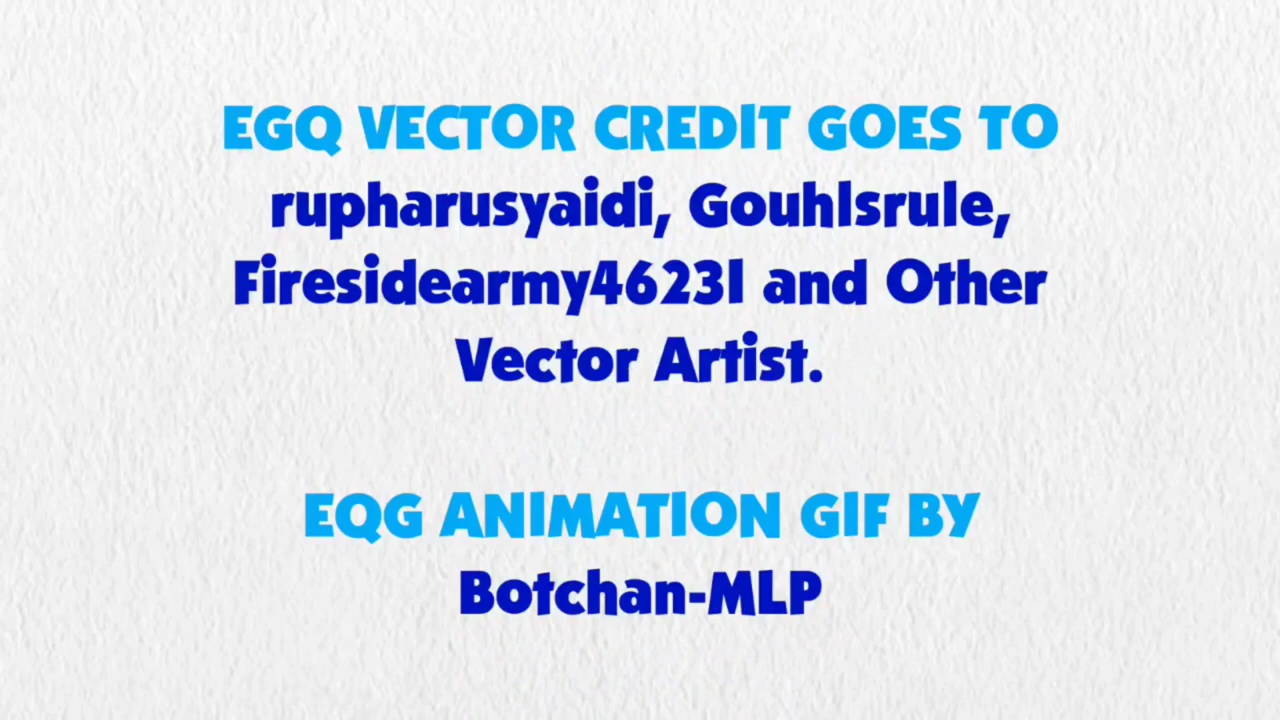 EGQ VECTOR CREDIT GOES TO
rupharusyaidi, Gouhlsrule,
Firesidearmy46231 and Other
Vector Artist.
EQG ANIMATION GIF BY
Botchan-MLP